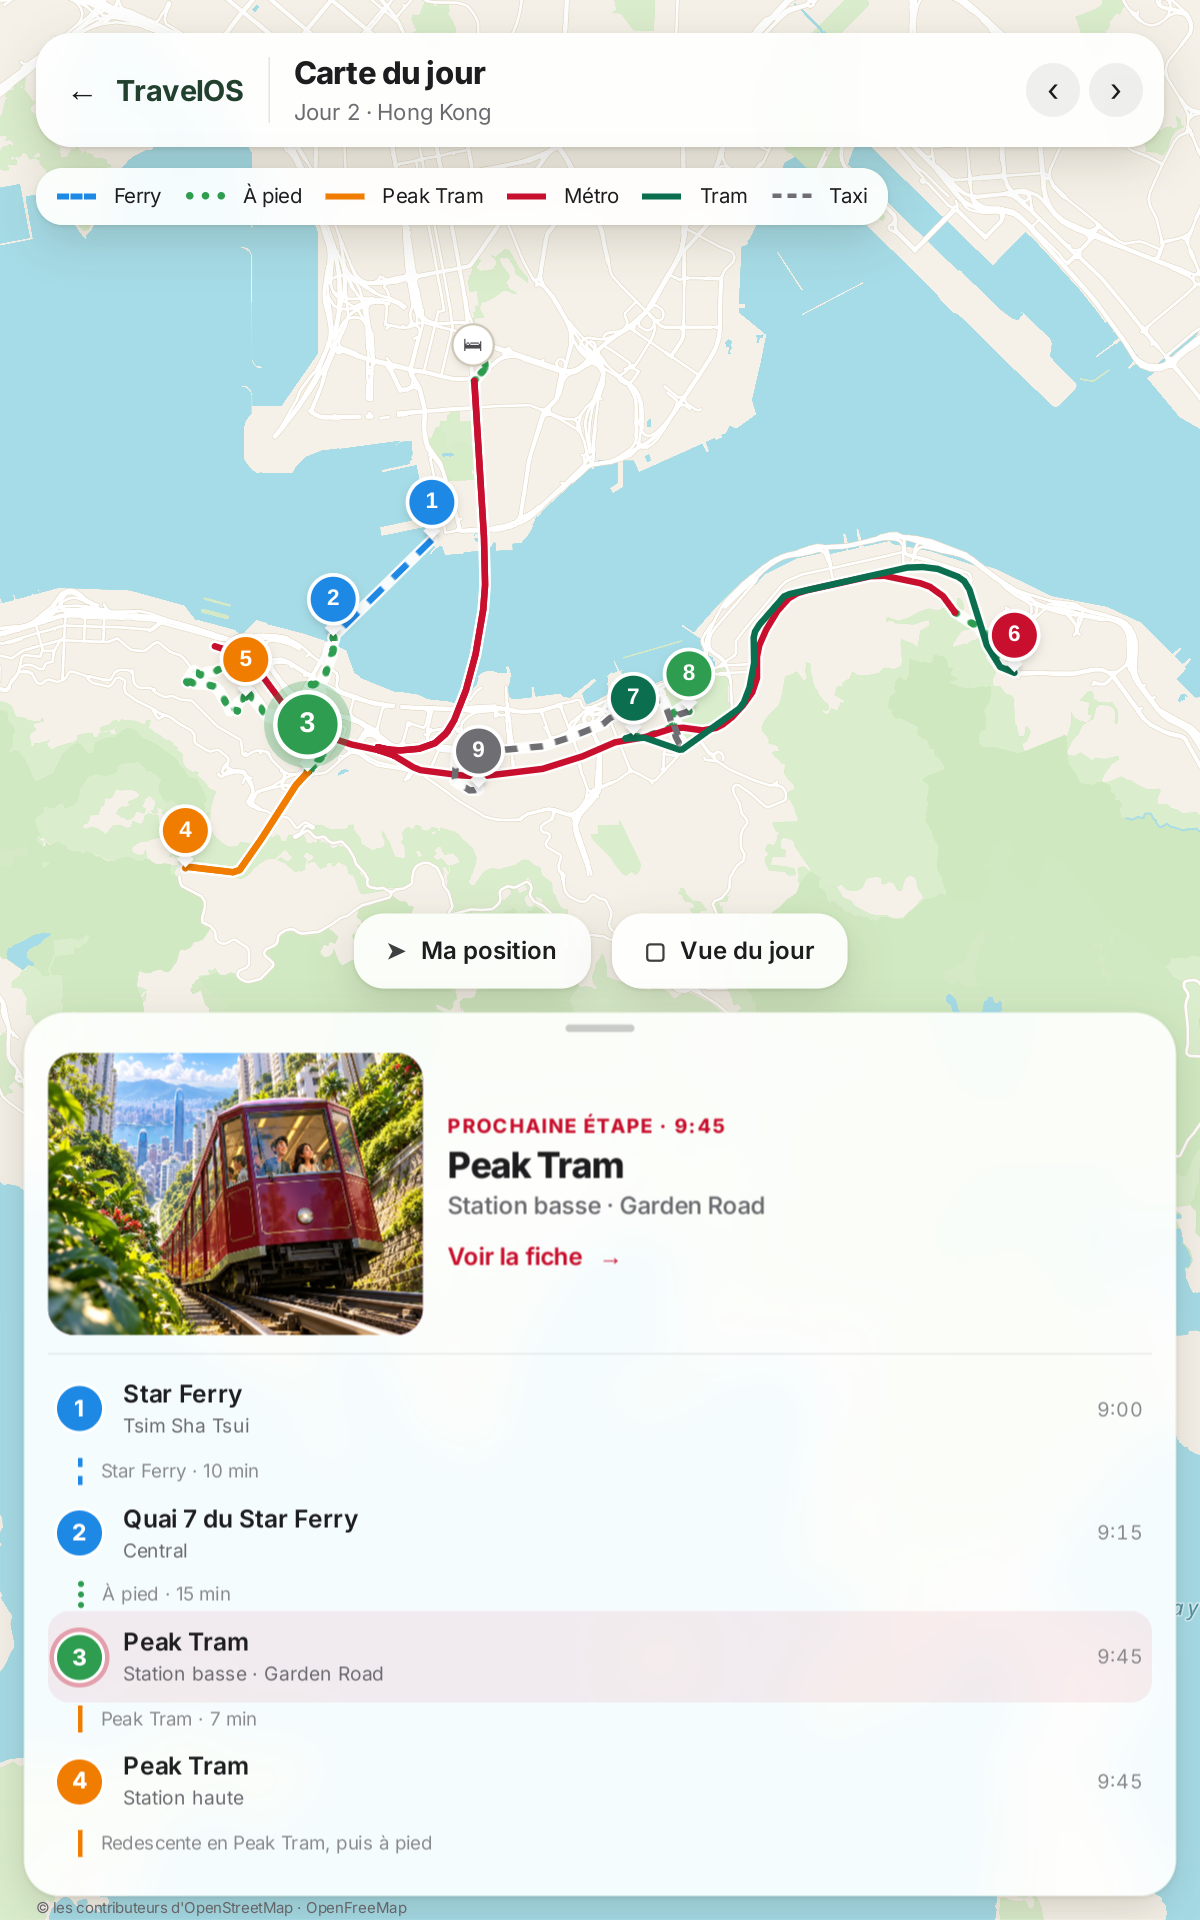 ← TravelOS
Carte du jour
Jour 2 · Hong Kong
‹ ›
Ferry À pied Peak Tram Métro Tram Taxi
1
2
5
3
4
9
7
8
6
➤ Ma position
Vue du jour
PROCHAINE ÉTAPE · 9:45
Peak Tram
Station basse · Garden Road
Voir la fiche →
1 Star Ferry 9:00
Tsim Sha Tsui
Star Ferry · 10 min
2 Quai 7 du Star Ferry 9:15
Central
À pied · 15 min
3 Peak Tram 9:45
Station basse · Garden Road
Peak Tram · 7 min
4 Peak Tram 9:45
Station haute
Redescente en Peak Tram, puis à pied
© les contributeurs d'OpenStreetMap · OpenFreeMap